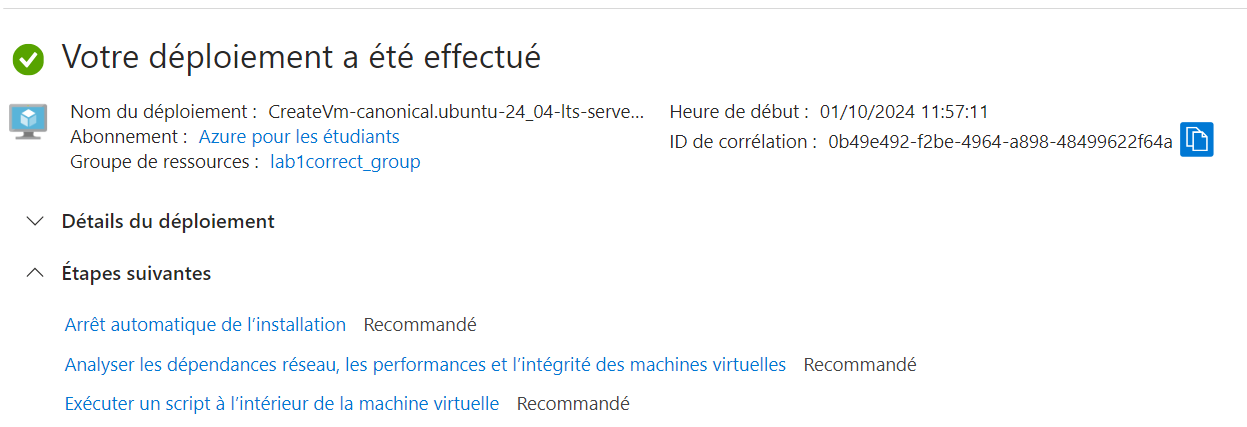 Votre déploiement a été effectué
Nom du déploiement : CreateVm-canonical.ubuntu-24_04-lts-serve...
Abonnement : Azure pour les étudiants
Groupe de ressources : lab1correct_group
Heure de début : 01/10/2024 11:57:11
ID de corrélation : 0b49e492-f2be-4964-a898-48499622f64a
Détails du déploiement
Étapes suivantes
Arrêt automatique de l'installation Recommandé
Analyser les dépendances réseau, les performances et l'intégrité des machines virtuelles Recommandé
Exécuter un script à l'intérieur de la machine virtuelle Recommandé